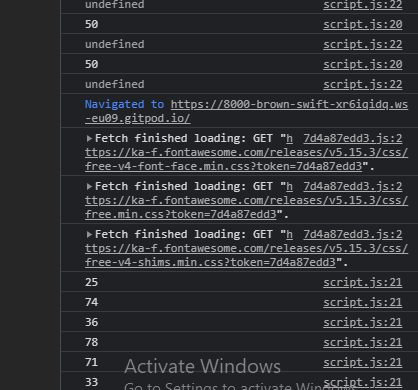 undefined script.js:22
50 script.js:20
undefined script.js:22
50 script.js:20
undefined script.js:22
Navigated to https://8000-brown-swift-xr6iqidq.ws
-eu09.gitpod.io/
▶Fetch finished loading: GET "h 7d4a87edd3.js:2
ttps://ka-f.fontawesome.com/releases/v5.15.3/css/
free-v4-font-face.min.css?token=7d4a87edd3".
▶Fetch finished loading: GET "h 7d4a87edd3.js:2
ttps://ka-f.fontawesome.com/releases/v5.15.3/css/
free.min.css?token=7d4a87edd3".
▶Fetch finished loading: GET "h 7d4a87edd3.js:2
ttps://ka-f.fontawesome.com/releases/v5.15.3/css/
free-v4-shims.min.css?token=7d4a87edd3".
25 script.js:21
74 script.js:21
36 script.js:21
78 script.js:21
71 script.js:21
Activate Windows
33 script.js:21
Go to Settings to activate Windows